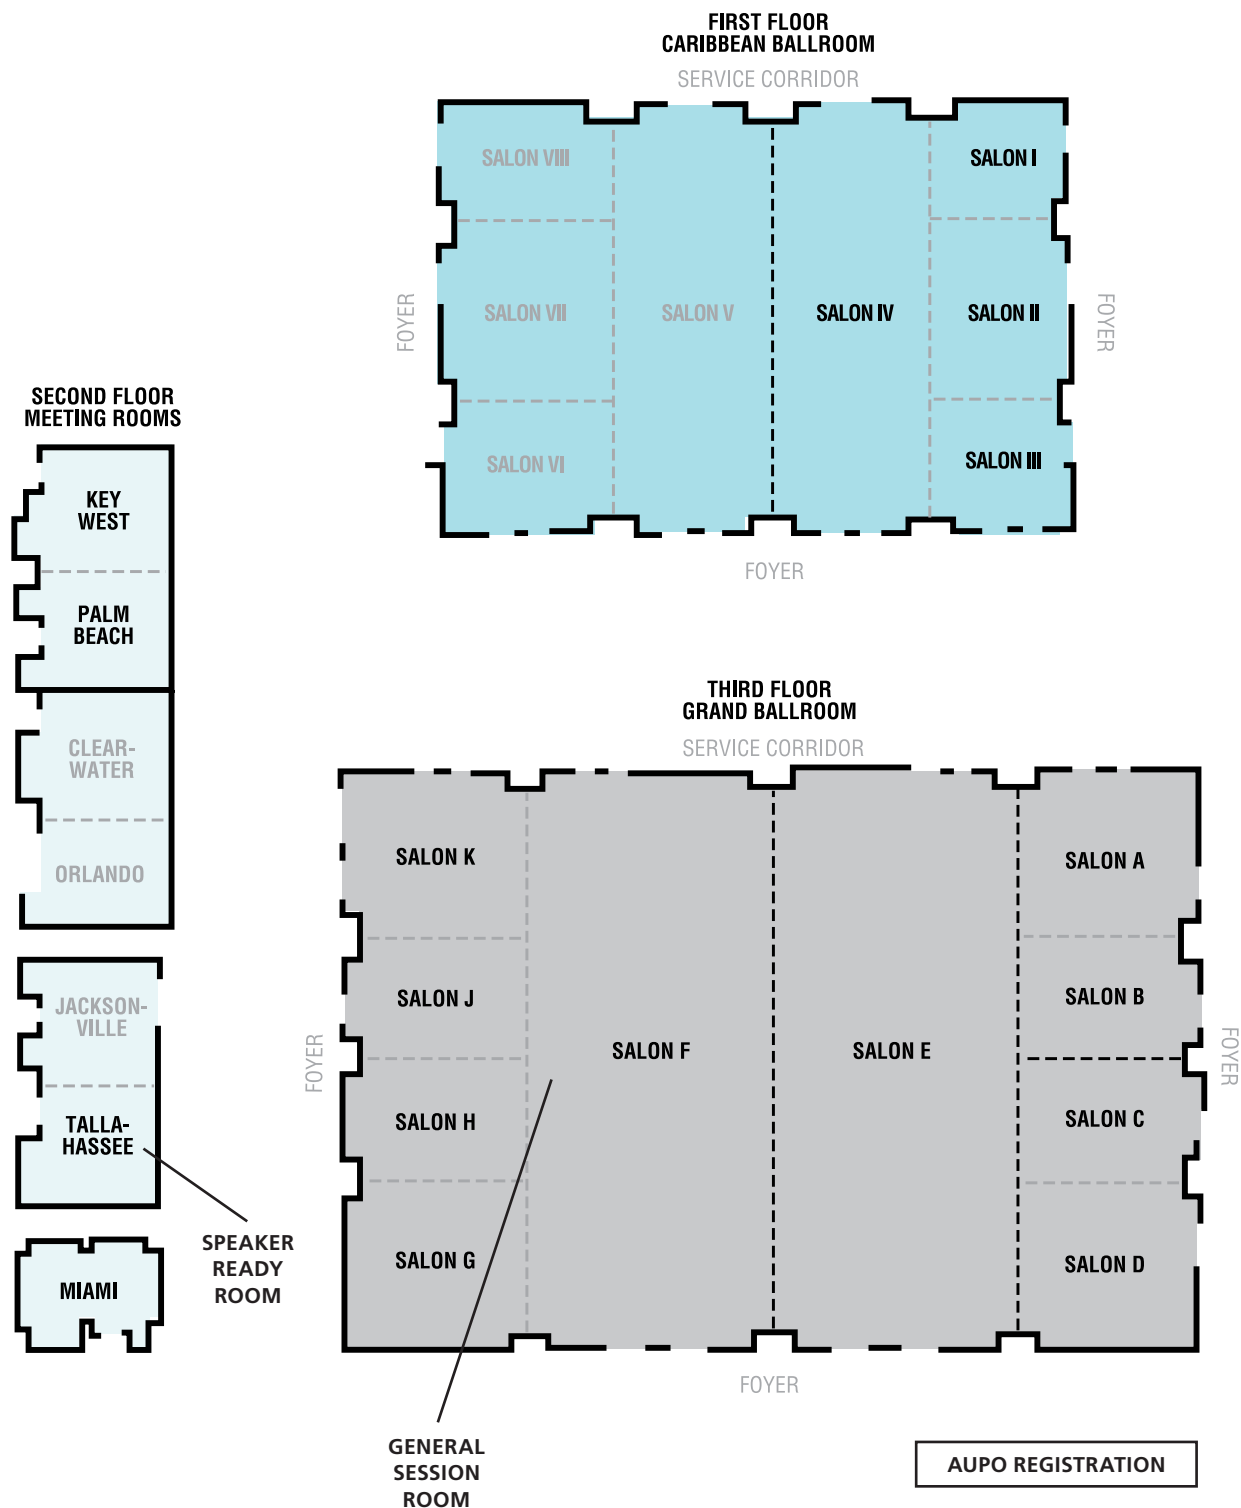 FIRST FLOOR
CARIBBEAN BALLROOM
SERVICE CORRIDOR
SALON VIII
SALON I
SALON VII
SALON V
SALON IV
SALON II
FOYER
FOYER
SALON VI
SALON III
FOYER
SECOND FLOOR
MEETING ROOMS
KEY
WEST
PALM
BEACH
CLEAR-
WATER
ORLANDO
JACKSON-
VILLE
TALLA-
HASSEE
SPEAKER
READY
ROOM
MIAMI
THIRD FLOOR
GRAND BALLROOM
SERVICE CORRIDOR
SALON K
SALON A
SALON J
SALON B
FOYER
SALON F
SALON E
FOYER
SALON H
SALON C
SALON G
SALON D
FOYER
GENERAL
SESSION
ROOM
AUPO REGISTRATION